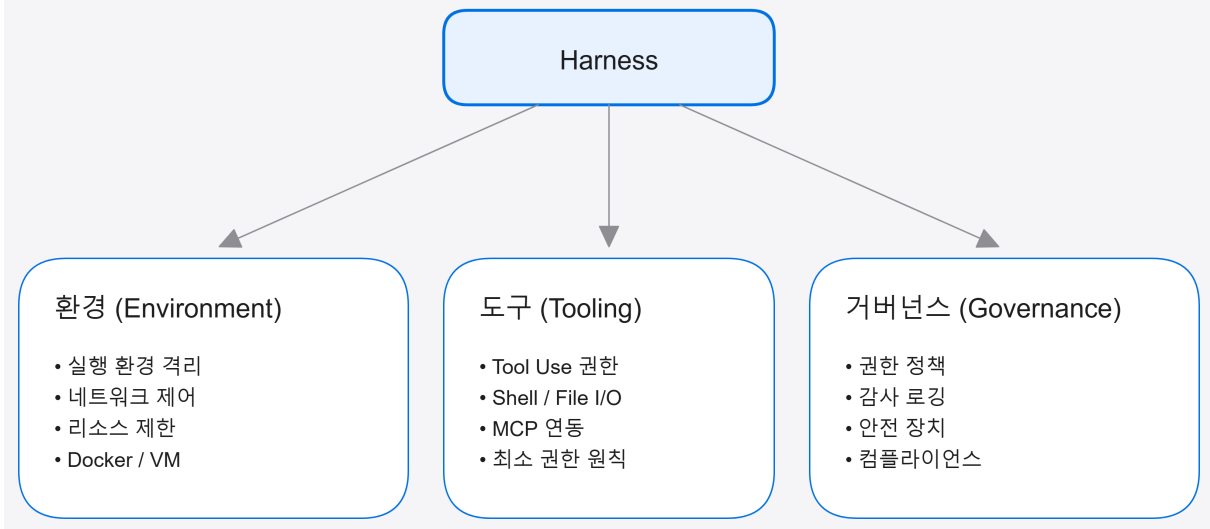 Harness
환경 (Environment)
• 실행 환경 격리
• 네트워크 제어
• 리소스 제한
• Docker / VM
도구 (Tooling)
• Tool Use 권한
• Shell / File I/O
• MCP 연동
• 최소 권한 원칙
거버넌스 (Governance)
• 권한 정책
• 감사 로깅
• 안전 장치
• 컴플라이언스